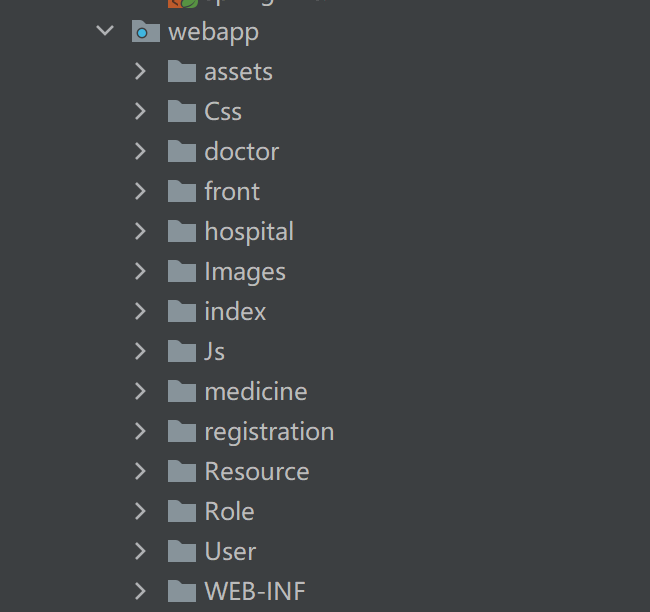 webapp
assets
Css
doctor
front
hospital
Images
index
Js
medicine
registration
Resource
Role
User
WEB-INF